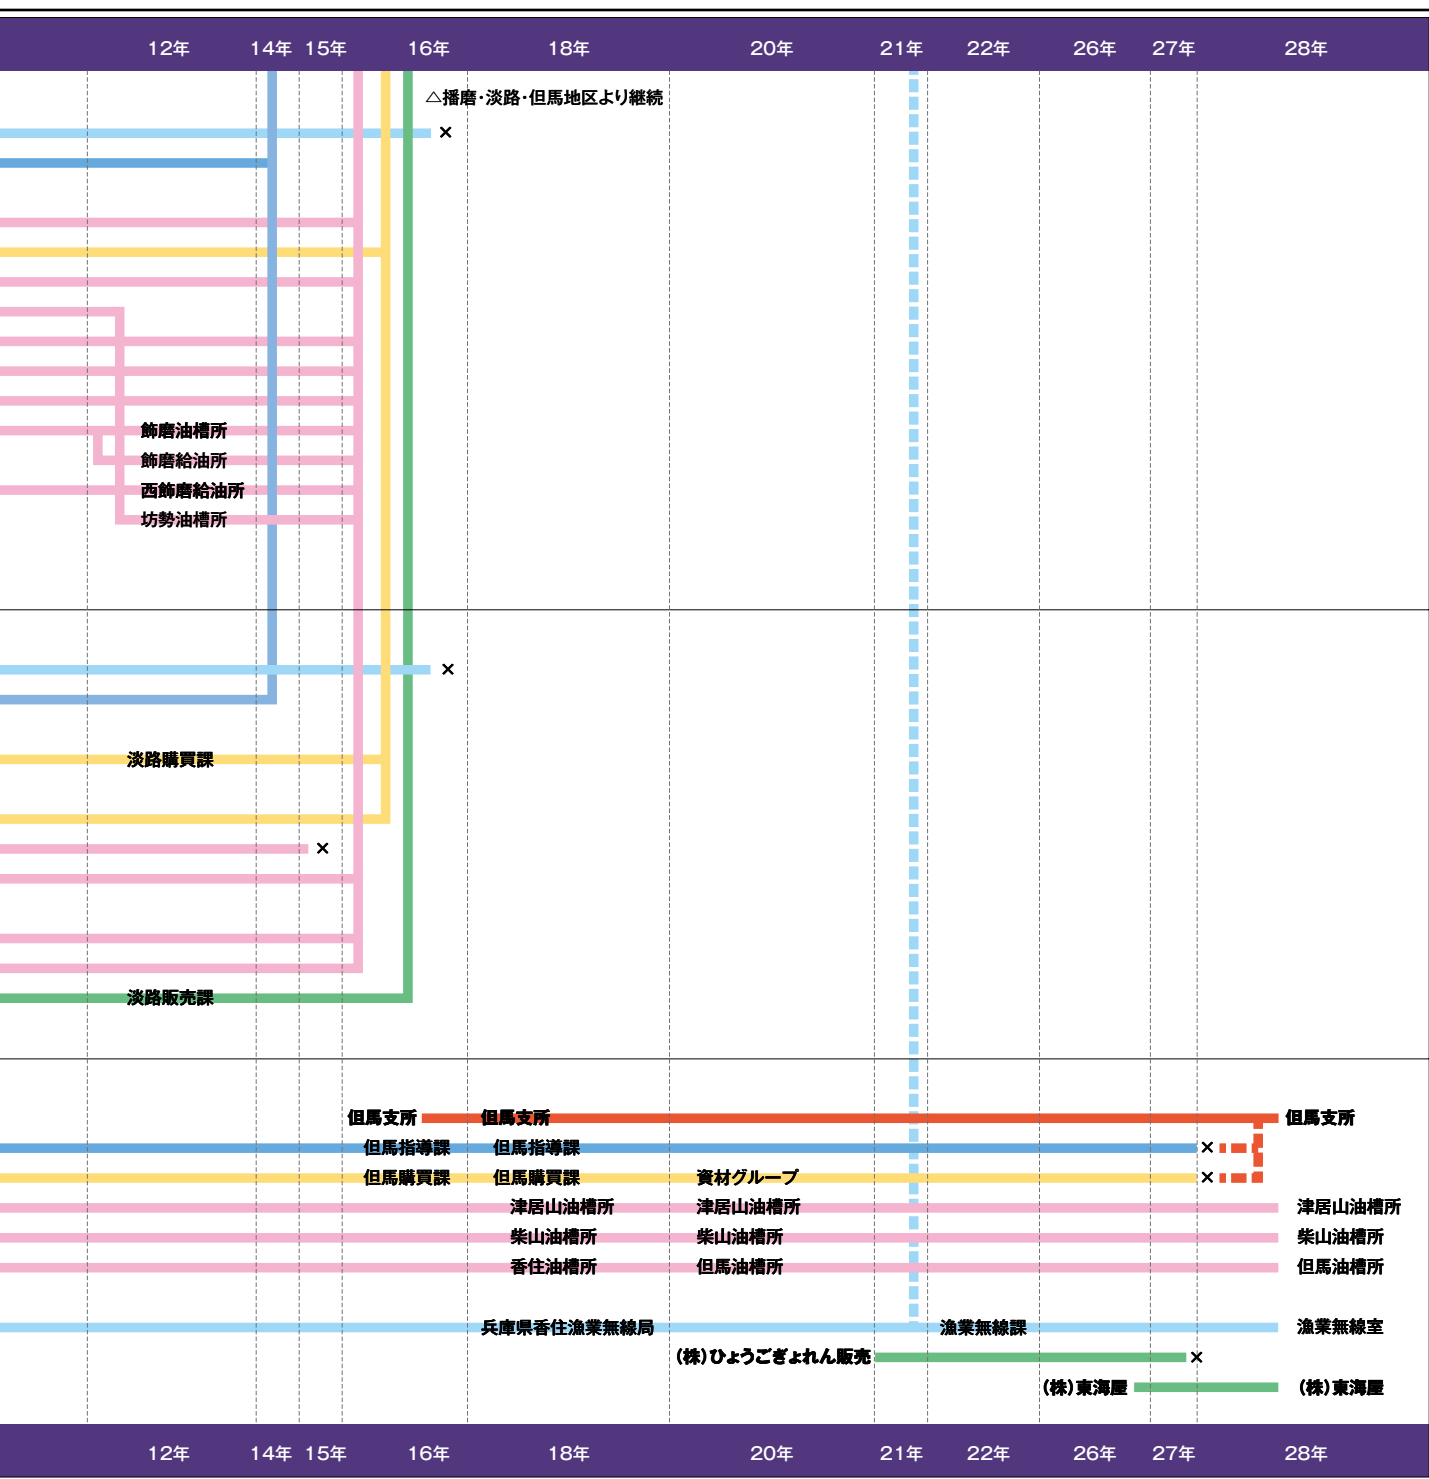 12年 14年 15年 16年 18年 20年 21年 22年 26年 27年 28年
△播磨・淡路・但馬地区より継続
×
飾磨油槽所
飾磨給油所
西飾磨給油所
坊勢油槽所
×
淡路購買課
×
淡路販売課
但馬支所 但馬支所 但馬支所
但馬指導課 但馬指導課 ×
但馬購買課 但馬購買課 資材グループ ×
津居山油槽所 津居山油槽所 津居山油槽所
柴山油槽所 柴山油槽所 柴山油槽所
香住油槽所 但馬油槽所 但馬油槽所
兵庫県香住漁業無線局 漁業無線課 漁業無線室
(株)ひょうごぎょれん販売 ×
(株)東海屋 (株)東海屋
12年 14年 15年 16年 18年 20年 21年 22年 26年 27年 28年